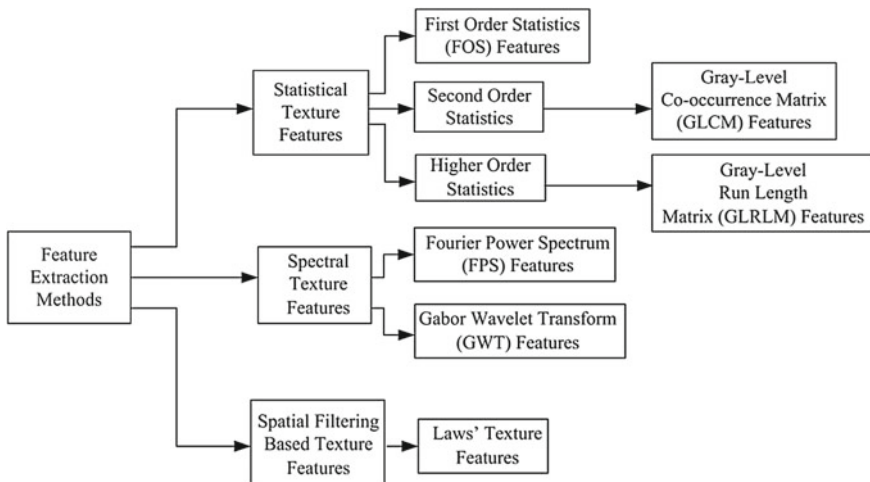 First Order Statistics
(FOS) Features
Statistical
Texture
Features
Second Order
Statistics
Gray-Level
Co-occurrence Matrix
(GLCM) Features
Higher Order
Statistics
Gray-Level
Run Length
Matrix (GLRLM) Features
Feature
Extraction
Methods
Spectral
Texture
Features
Fourier Power Spectrum
(FPS) Features
Gabor Wavelet Transform
(GWT) Features
Spatial Filtering
Based Texture
Features
Laws’ Texture
Features